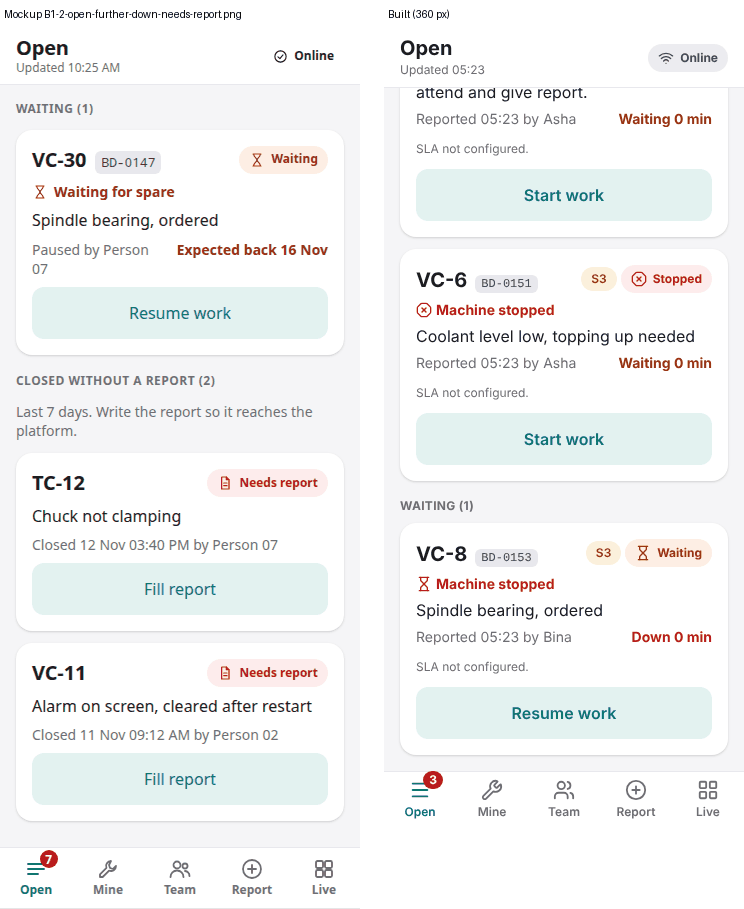 Mockup B1-2-open-further-down-needs-report.png
Open
Updated 10:25 AM
Online
WAITING (1)
VC-30 BD-0147 Waiting
Waiting for spare
Spindle bearing, ordered
Paused by Person 07 Expected back 16 Nov
Resume work
CLOSED WITHOUT A REPORT (2)
Last 7 days. Write the report so it reaches the
platform.
TC-12 Needs report
Chuck not clamping
Closed 12 Nov 03:40 PM by Person 07
Fill report
VC-11 Needs report
Alarm on screen, cleared after restart
Closed 11 Nov 09:12 AM by Person 02
Fill report
7
Open Mine Team Report Live
Built (360 px)
Open
Updated 05:23
Online
attend and give report.
Reported 05:23 by Asha Waiting 0 min
SLA not configured.
Start work
VC-6 BD-0151 S3 Stopped
Machine stopped
Coolant level low, topping up needed
Reported 05:23 by Asha Waiting 0 min
SLA not configured.
Start work
WAITING (1)
VC-8 BD-0153 S3 Waiting
Machine stopped
Spindle bearing, ordered
Reported 05:23 by Bina Down 0 min
SLA not configured.
Resume work
3
Open Mine Team Report Live